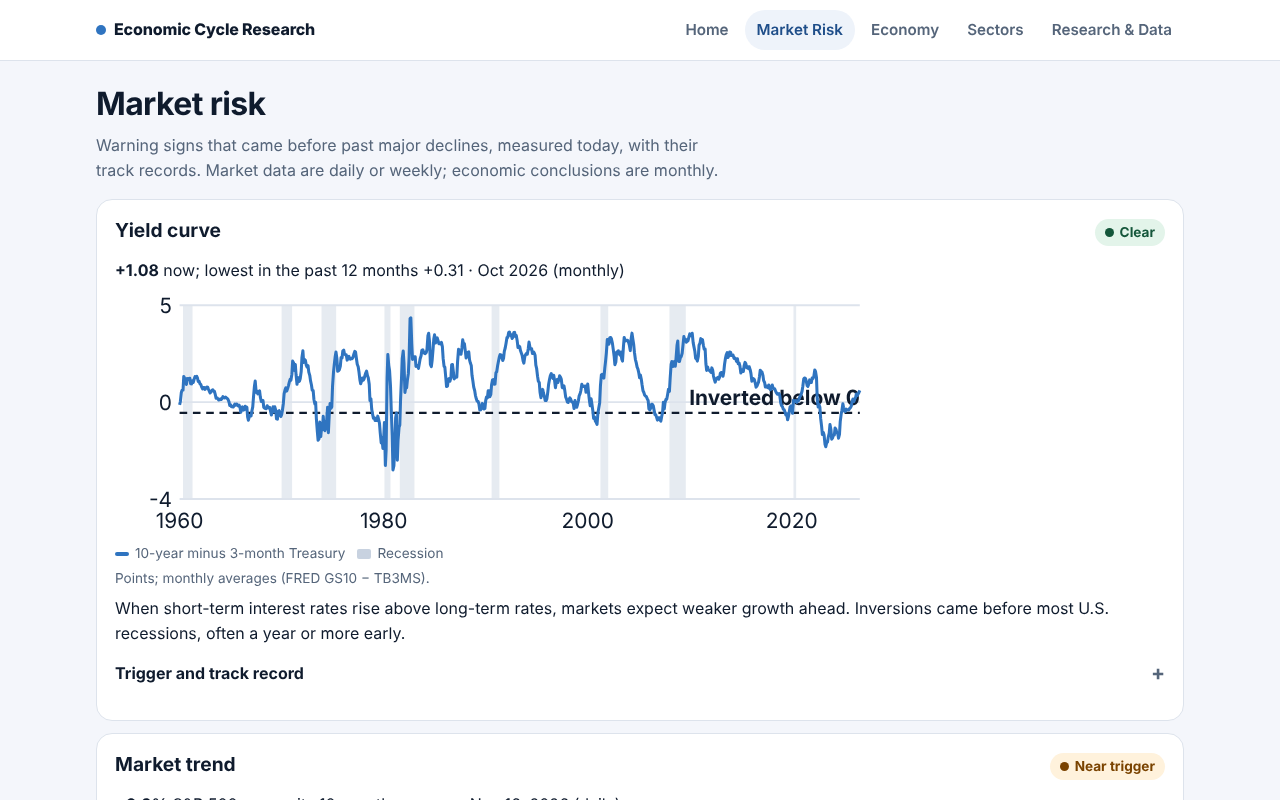 Economic Cycle Research
Home
Market Risk
Economy
Sectors
Research & Data
Market risk
Warning signs that came before past major declines, measured today, with their
track records. Market data are daily or weekly; economic conclusions are monthly.
Yield curve
Clear
+1.08 now; lowest in the past 12 months +0.31 · Oct 2026 (monthly)
5
0
-4
Inverted below 0
1960
1980
2000
2020
10-year minus 3-month Treasury
Recession
Points; monthly averages (FRED GS10 − TB3MS).
When short-term interest rates rise above long-term rates, markets expect weaker growth ahead. Inversions came before most U.S.
recessions, often a year or more early.
Trigger and track record
+
Market trend
Near trigger